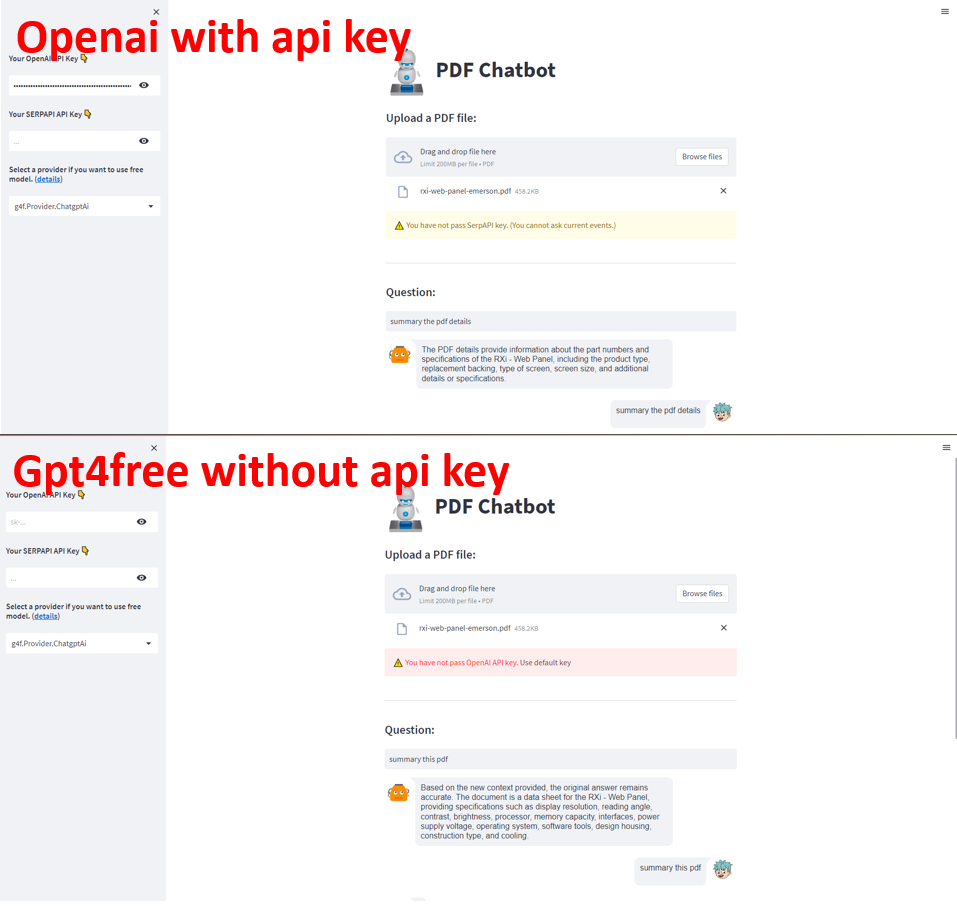 Openai with api key
Your OpenAI API Key
Your SERPAPI API Key
...
Select a provider if you want to use free
model. (details)
g4f.Provider.ChatgptAi
PDF Chatbot
Upload a PDF file:
Drag and drop file here
Limit 200MB per file • PDF
Browse files
rxi-web-panel-emerson.pdf 458.2KB
You have not pass SerpAPI key. (You cannot ask current events.)
Question:
summary the pdf details
The PDF details provide information about the part numbers and
specifications of the RXi - Web Panel, including the product type,
replacement backing, type of screen, screen size, and additional
details or specifications.
summary the pdf details
Gpt4free without api key
Your OpenAI API Key
sk-...
Your SERPAPI API Key
...
Select a provider if you want to use free
model. (details)
g4f.Provider.ChatgptAi
PDF Chatbot
Upload a PDF file:
Drag and drop file here
Limit 200MB per file • PDF
Browse files
rxi-web-panel-emerson.pdf 458.2KB
You have not pass OpenAI API key. Use default key
Question:
summary this pdf
Based on the new context provided, the original answer remains
accurate. The document is a data sheet for the RXi - Web Panel,
providing specifications such as display resolution, reading angle,
contrast, brightness, processor, memory capacity, interfaces, power
supply voltage, operating system, software tools, design housing,
construction type, and cooling.
summary this pdf